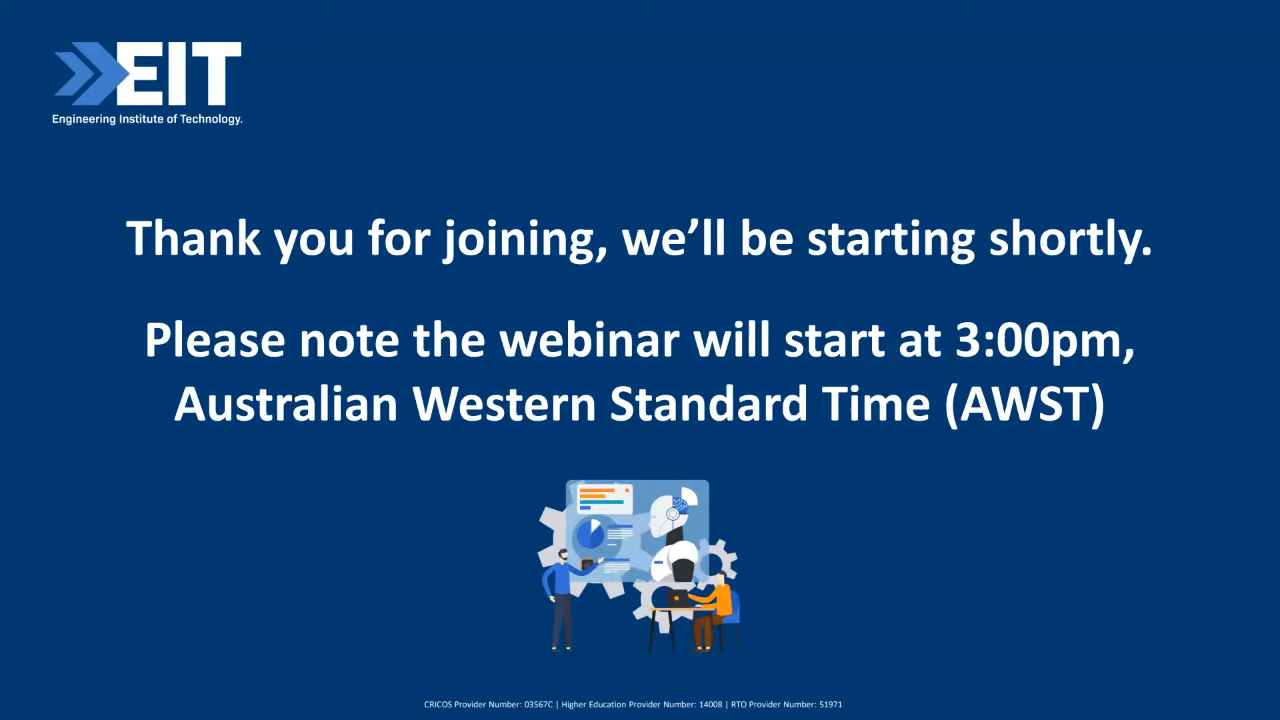 EIT
Engineering Institute of Technology.
Thank you for joining, we’ll be starting shortly.
Please note the webinar will start at 3:00pm,
Australian Western Standard Time (AWST)
CRICOS Provider Number: 03567C | Higher Education Provider Number: 14008 | RTO Provider Number: 51971